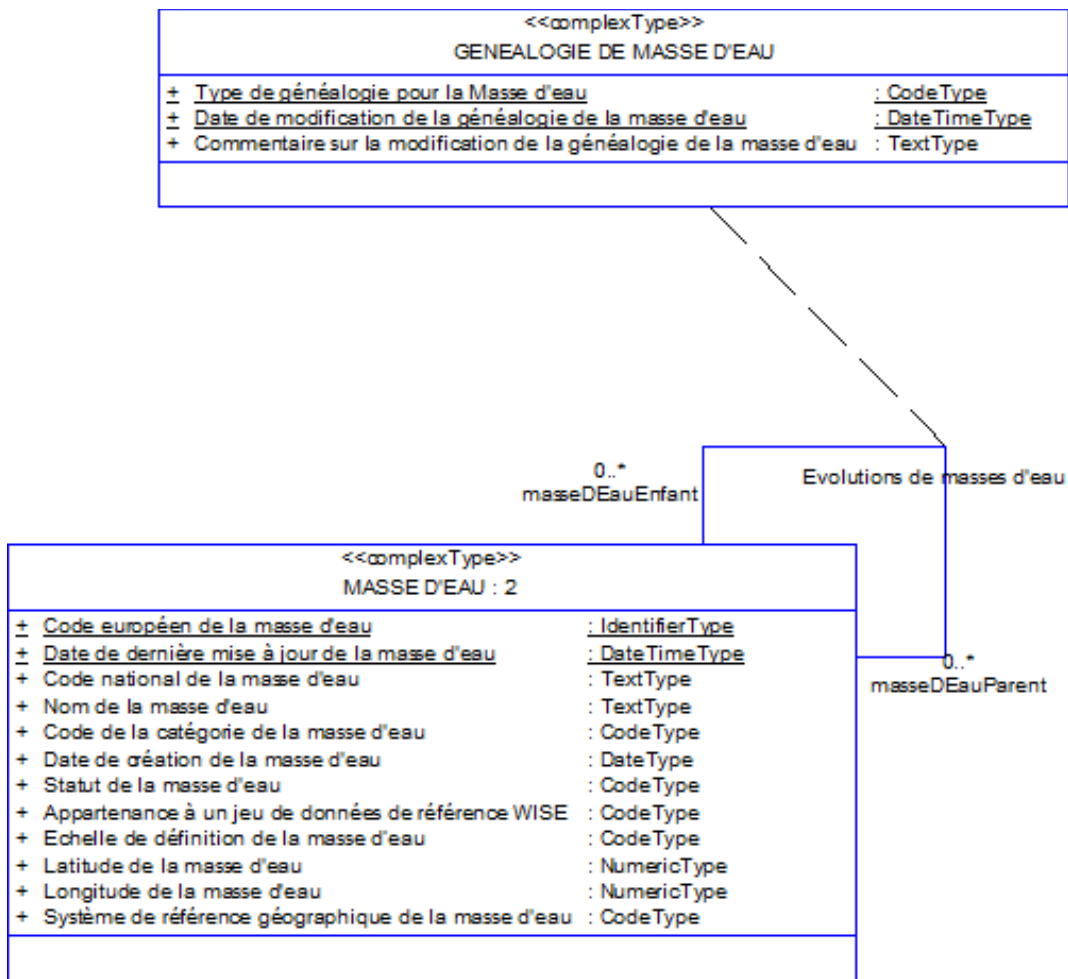 <<complexType>>
GENEALOGIE DE MASSE D'EAU
+ Type de généalogie pour la Masse d'eau : CodeType
+ Date de modification de la généalogie de la masse d'eau : DateTimeType
+ Commentaire sur la modification de la généalogie de la masse d'eau : TextType
0..*
masseDEauEnfant
Evolutions de masses d'eau
<<complexType>>
MASSE D'EAU : 2
+ Code européen de la masse d'eau : IdentifierType
+ Date de dernière mise à jour de la masse d'eau : DateTimeType
+ Code national de la masse d'eau : TextType
+ Nom de la masse d'eau : TextType
+ Code de la catégorie de la masse d'eau : CodeType
+ Date de création de la masse d'eau : DateType
+ Statut de la masse d'eau : CodeType
+ Appartenance à un jeu de données de référence WISE : CodeType
+ Echelle de définition de la masse d'eau : CodeType
+ Latitude de la masse d'eau : NumericType
+ Longitude de la masse d'eau : NumericType
+ Système de référence géographique de la masse d'eau : CodeType
0..*
masseDEauParent